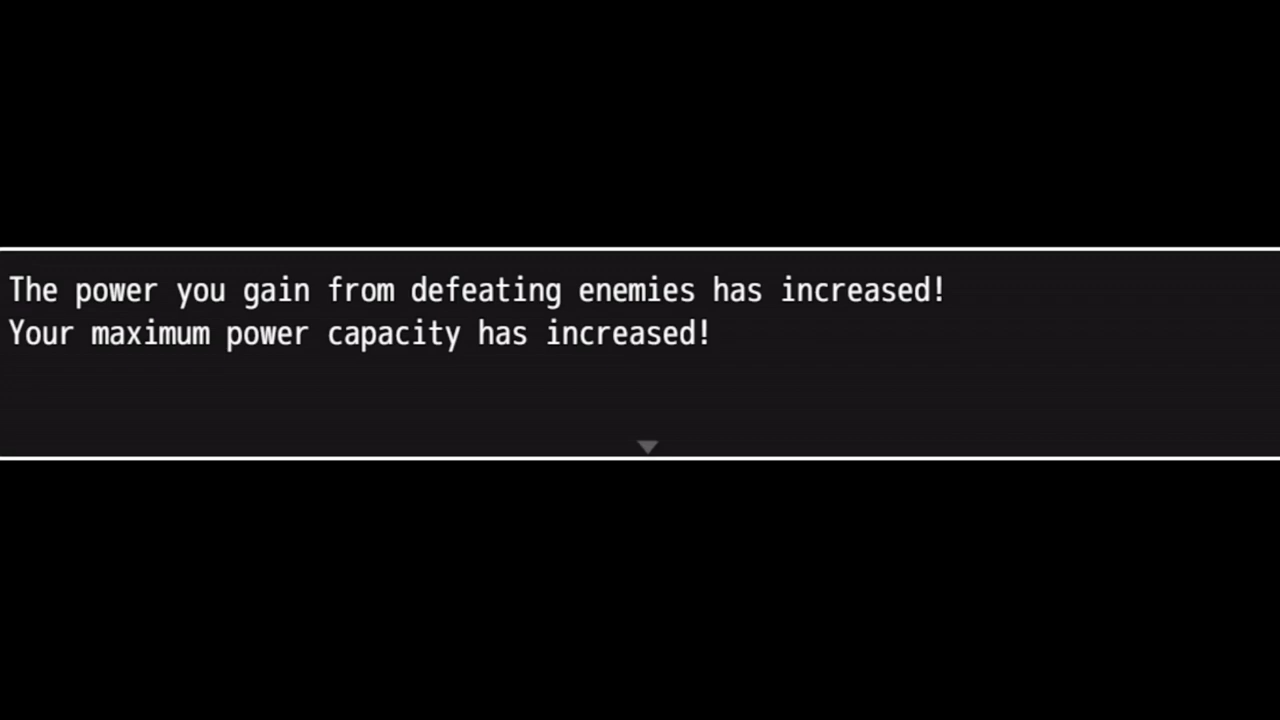 The power you gain from defeating enemies has increased!
Your maximum power capacity has increased!